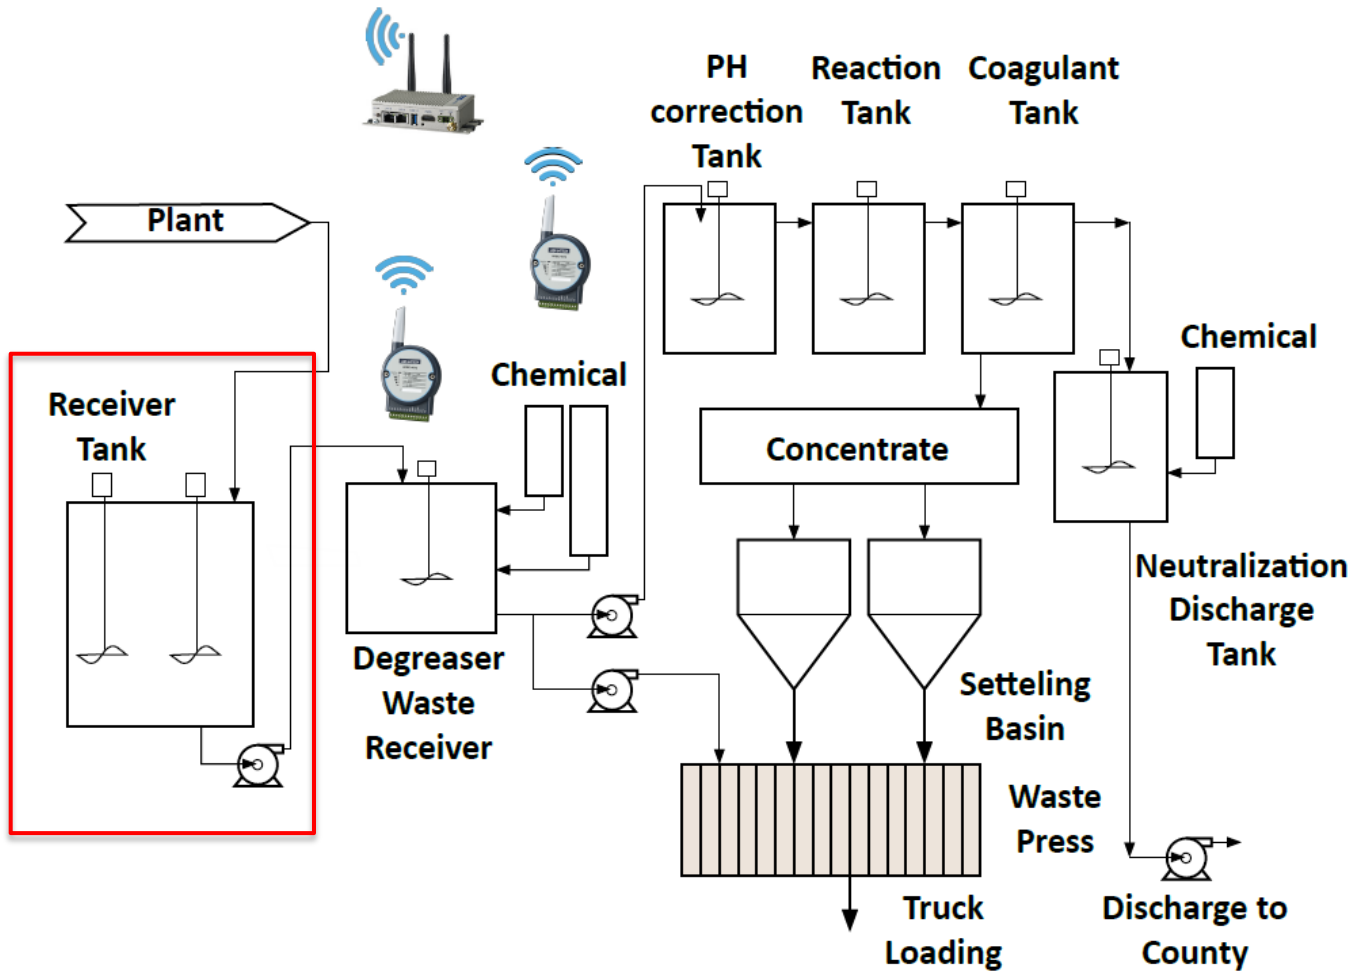 PH
correction
Tank
Reaction
Tank
Coagulant
Tank
Plant
Chemical
Receiver
Tank
Chemical
Concentrate
Neutralization
Discharge
Tank
Degreaser
Waste
Receiver
Setteling
Basin
Waste
Press
Truck
Loading
Discharge to
County